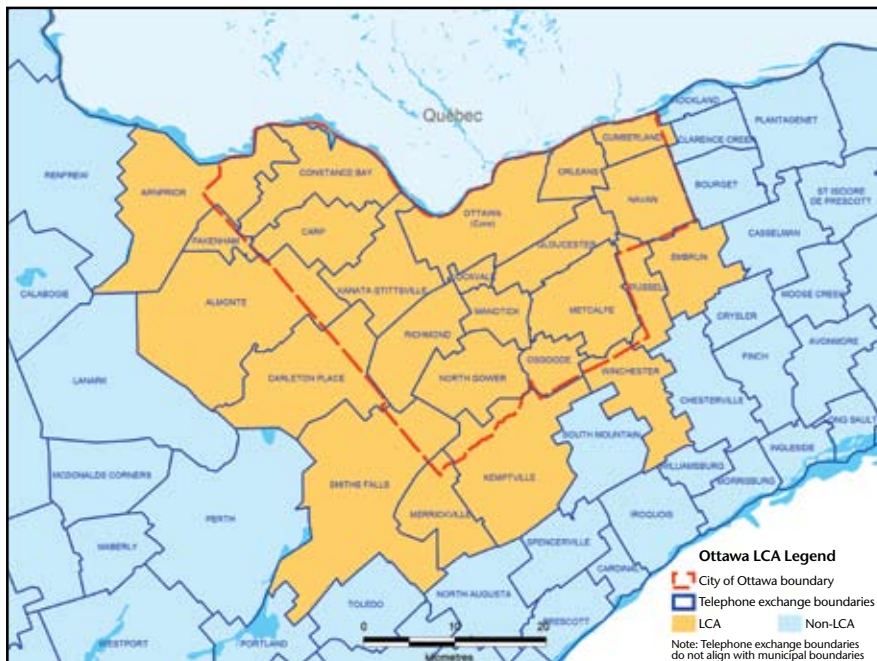 Québec
ROCKLAND
PLANTAGENET
CUMBERLAND
CLARENCE CREEK
RENFREW
ARNPRIOR
CONSTANCE BAY
ORLEANS
BOURGET
NAVAN
ST ISIDORE
DE PRESCOTT
OTTAWA
(Core)
CARP
PAKENHAM
GLOUCESTER
CASSELMAN
EMBRUN
CALABOGIE
ALMONTE
KANATA-STITTSVILLE
JOCKVALE
RUSSELL
MOOSE CREEK
MANOTICK
METCALFE
RICHMOND
CRYSLER
AVONMORE
OSGOODE
FINCH
LANARK
CARLETON PLACE
NORTH GOWER
WINCHESTER
CHESTERVILLE
LONG SAULT
SOUTH MOUNTAIN
INGLESIDE
MCDONALDS CORNERS
SMITHS FALLS
KEMPTVILLE
WILLIAMSBURG
MORRISBURG
PERTH
MERRICKVILLE
IROQUOIS
MABERLY
SPENCERVILLE
CARDINAL
NORTH AUGUSTA
TOLEDO
PRESCOTT
WESTPORT
PORTLAND
0 10 20
Kilometres
Ottawa LCA Legend
City of Ottawa boundary
Telephone exchange boundaries
LCA Non-LCA
Note: Telephone exchange boundaries
do not align with municipal boundaries